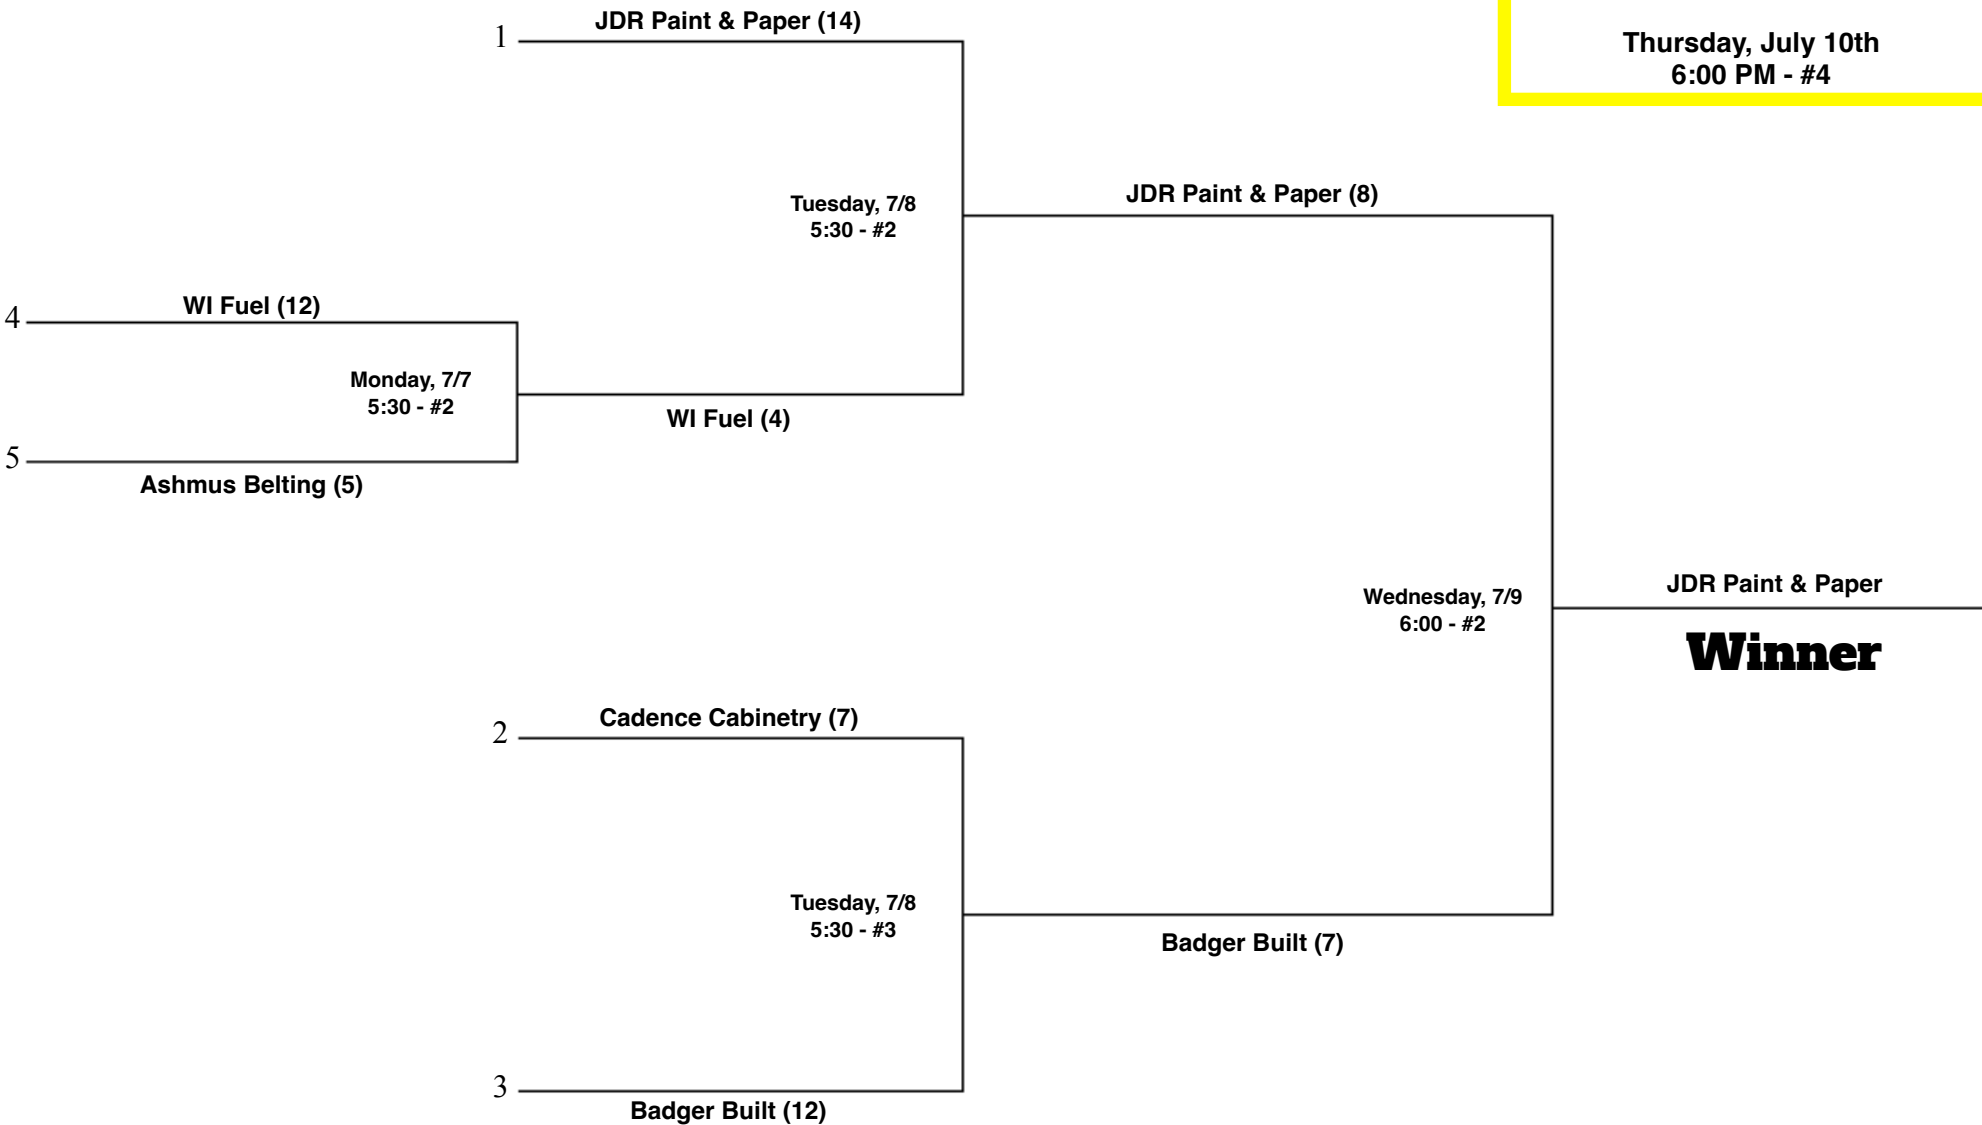 JDR Paint & Paper (14)
1
Thursday, July 10th
6:00 PM - #4
JDR Paint & Paper (8)
Tuesday, 7/8
5:30 - #2
WI Fuel (12)
4
Monday, 7/7
5:30 - #2
WI Fuel (4)
5
Ashmus Belting (5)
JDR Paint & Paper
Wednesday, 7/9
6:00 - #2
Winner
Cadence Cabinetry (7)
2
Tuesday, 7/8
5:30 - #3
Badger Built (7)
3
Badger Built (12)